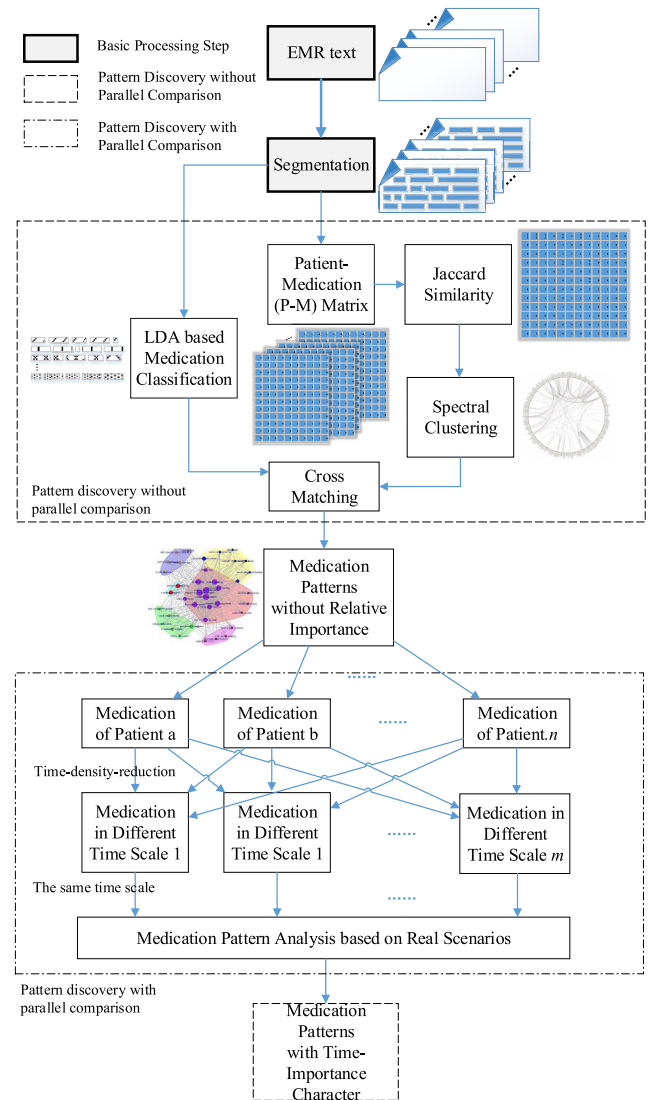 Basic Processing Step
Pattern Discovery without
Parallel Comparison
Pattern Discovery with
Parallel Comparison
EMR text
Segmentation
Patient-
Medication
(P-M) Matrix
Jaccard
Similarity
LDA based
Medication
Classification
Spectral
Clustering
Cross
Matching
Pattern discovery without
parallel comparison
Medication
Patterns
without Relative
Importance
......
Medication
of Patient a
Medication
of Patient b
......
Medication
of Patient.n
Time-density-reduction
Medication
in Different
Time Scale 1
Medication
in Different
Time Scale 1
......
Medication
in Different
Time Scale m
The same time scale
......
Medication Pattern Analysis based on Real Scenarios
Pattern discovery with
parallel comparison
Medication
Patterns
with Time-
Importance
Character